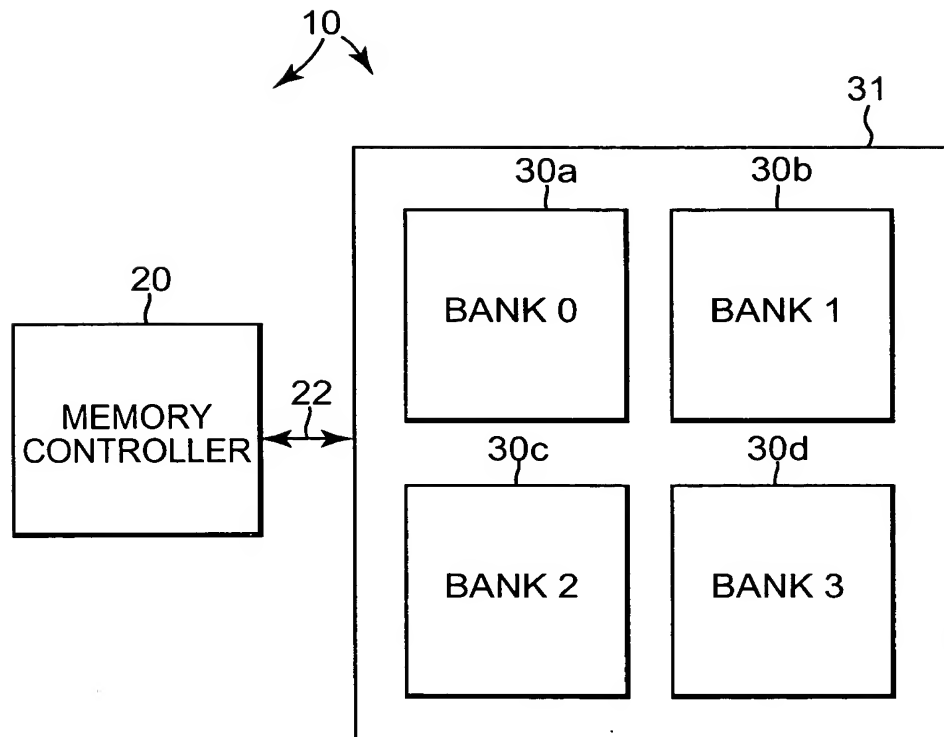 10
31
30a
30b
BANK 0
BANK 1
20
MEMORY
CONTROLLER
22
30c
30d
BANK 2
BANK 3